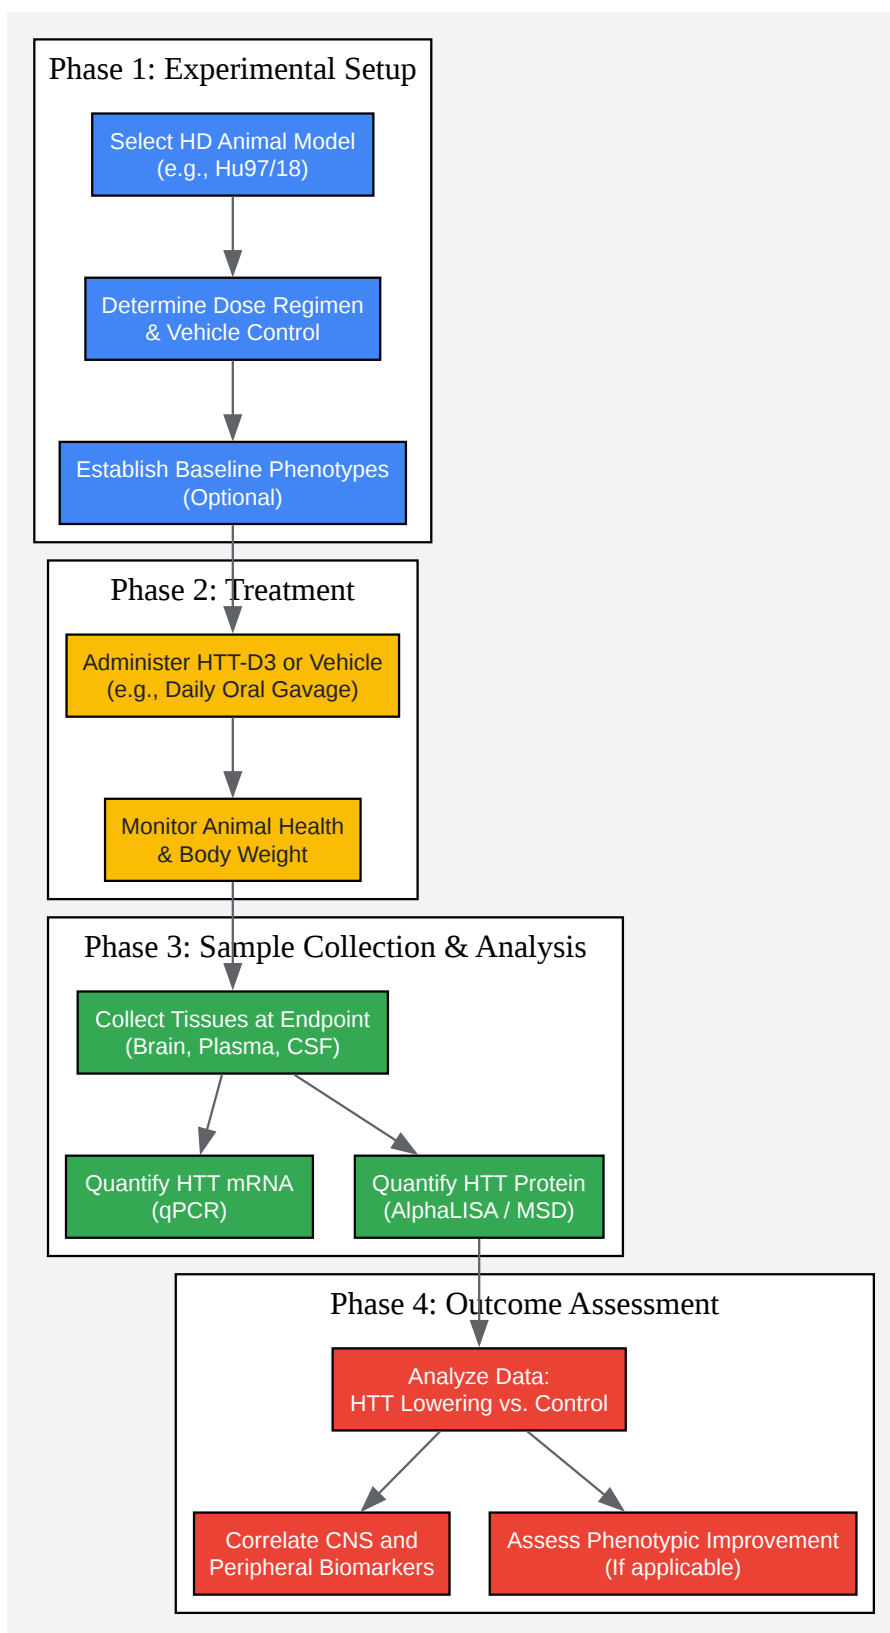 Phase 1: Experimental Setup
Select HD Animal Model
(e.g., Hu97/18)
Determine Dose Regimen
& Vehicle Control
Establish Baseline Phenotypes
(Optional)
Phase 2: Treatment
Administer HTT-D3 or Vehicle
(e.g., Daily Oral Gavage)
Monitor Animal Health
& Body Weight
Phase 3: Sample Collection & Analysis
Collect Tissues at Endpoint
(Brain, Plasma, CSF)
Quantify HTT mRNA
(qPCR)
Quantify HTT Protein
(AlphaLISA / MSD)
Phase 4: Outcome Assessment
Analyze Data:
HTT Lowering vs. Control
Correlate CNS and
Peripheral Biomarkers
Assess Phenotypic Improvement
(If applicable)